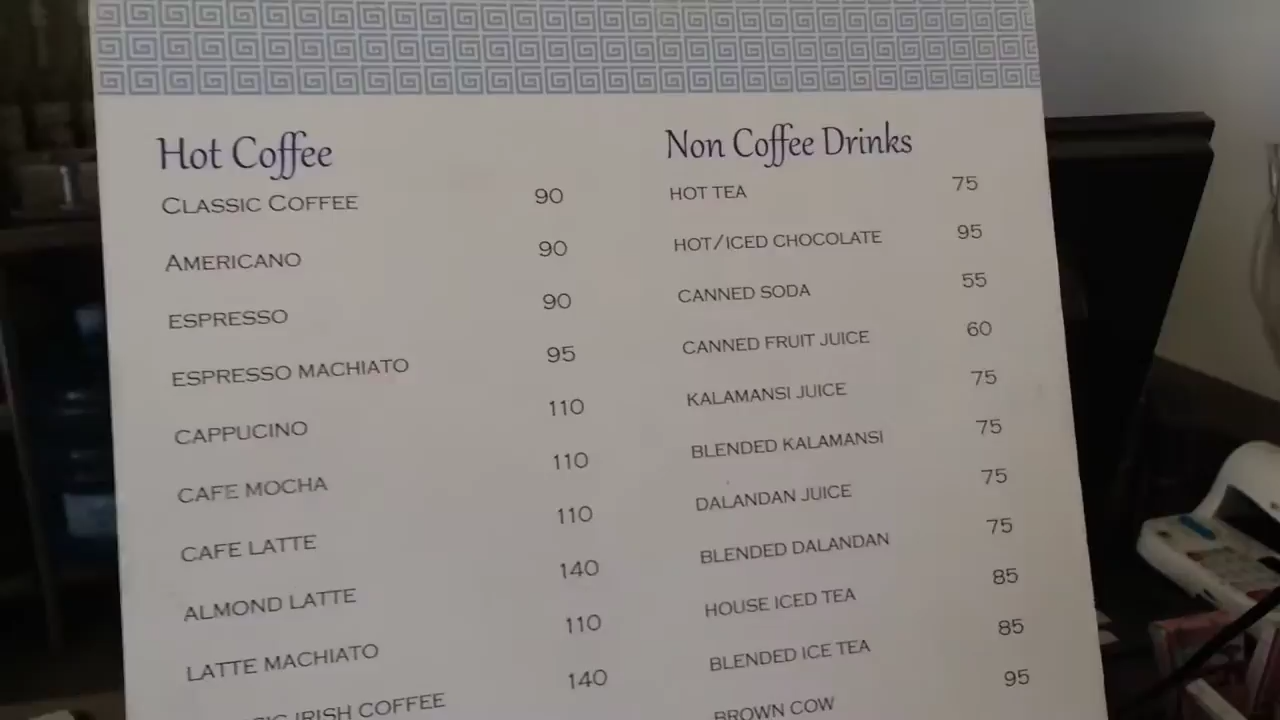 Hot Coffee
CLASSIC COFFEE 90
AMERICANO 90
ESPRESSO 90
ESPRESSO MACHIATO 95
CAPPUCINO 110
CAFE MOCHA 110
CAFE LATTE 110
ALMOND LATTE 140
LATTE MACHIATO 110
IRISH COFFEE 140
Non Coffee Drinks
HOT TEA 75
HOT/ICED CHOCOLATE 95
CANNED SODA 55
CANNED FRUIT JUICE 60
KALAMANSI JUICE 75
BLENDED KALAMANSI 75
DALANDAN JUICE 75
BLENDED DALANDAN 75
HOUSE ICED TEA 85
BLENDED ICE TEA 85
BROWN COW 95